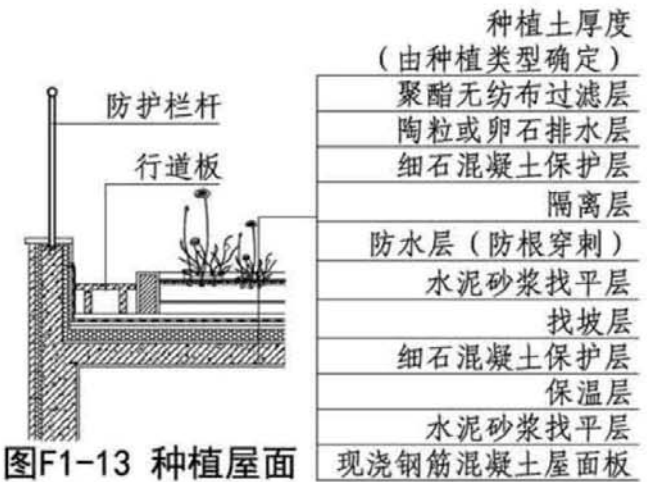 种植土厚度
（由种植类型确定）
聚酯无纺布过滤层
陶粒或卵石排水层
细石混凝土保护层
隔离层
防水层（防根穿刺）
水泥砂浆找平层
找坡层
细石混凝土保护层
保温层
水泥砂浆找平层
现浇钢筋混凝土屋面板
防护栏杆
行道板
图F1-13 种植屋面